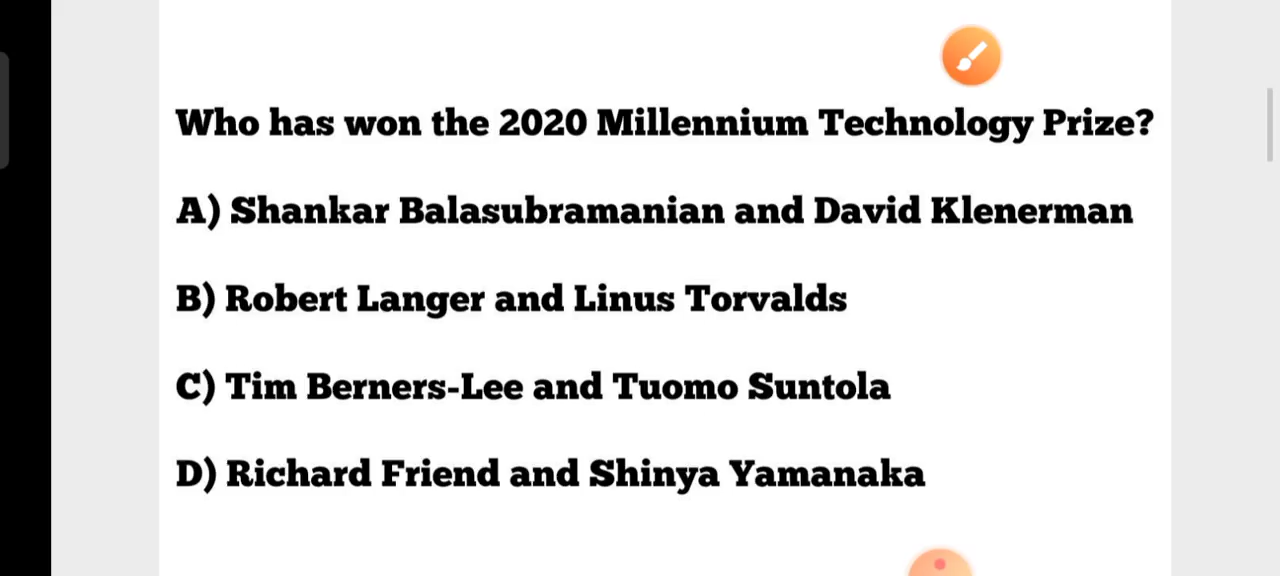 Who has won the 2020 Millennium Technology Prize?
A) Shankar Balasubramanian and David Klenerman
B) Robert Langer and Linus Torvalds
C) Tim Berners-Lee and Tuomo Suntola
D) Richard Friend and Shinya Yamanaka